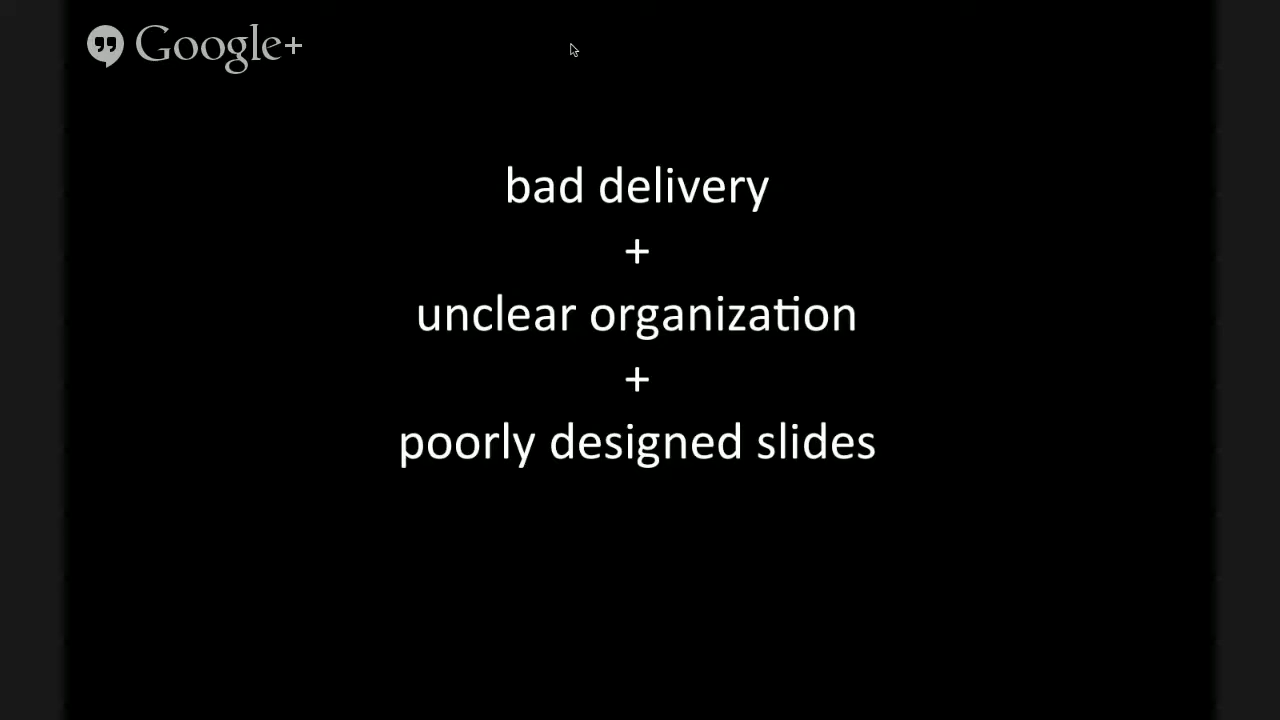 Google+
bad delivery
+
unclear organization
+
poorly designed slides